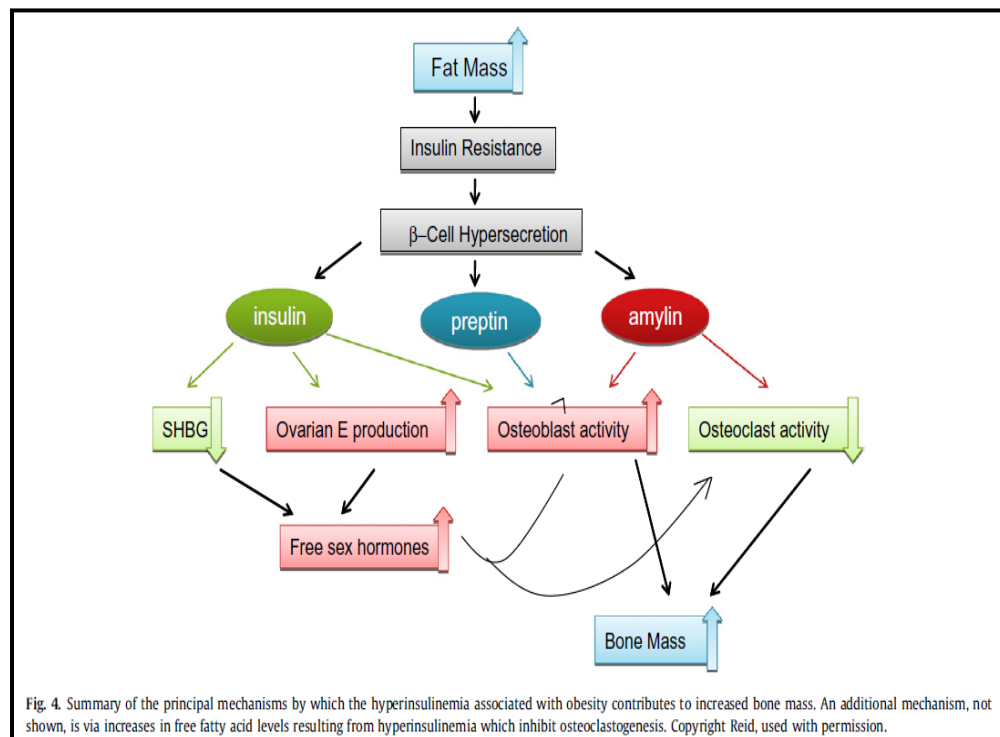 Fat Mass
Insulin Resistance
β–Cell Hypersecretion
insulin
preptin
amylin
SHBG
Ovarian E production
Osteoblast activity
Osteoclast activity
Free sex hormones
Bone Mass
Fig. 4. Summary of the principal mechanisms by which the hyperinsulinemia associated with obesity contributes to increased bone mass. An additional mechanism, not
shown, is via increases in free fatty acid levels resulting from hyperinsulinemia which inhibit osteoclastogenesis. Copyright Reid, used with permission.